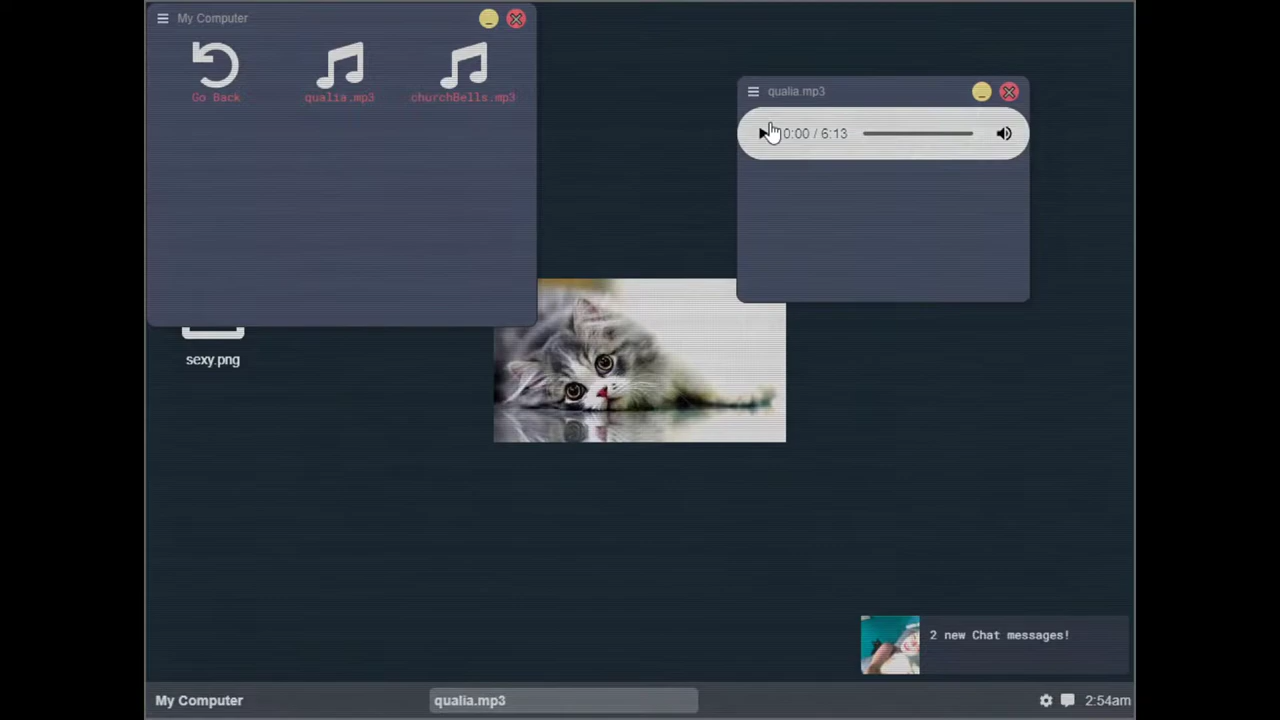 My Computer
Go Back
qualia.mp3
churchBells.mp3
qualia.mp3
0:00 / 6:13
sexy.png
2 new Chat messages!
My Computer
qualia.mp3
2:54am